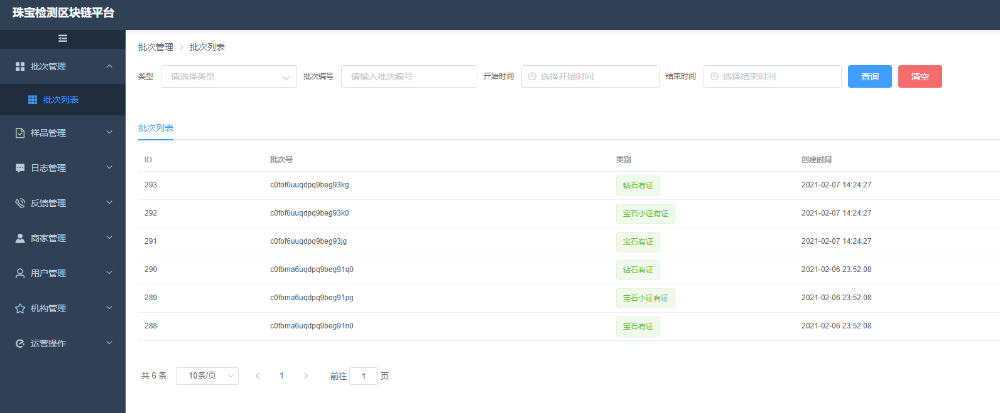 珠宝检测区块链平台
批次管理
批次列表
样品管理
日志管理
反馈管理
商家管理
用户管理
机构管理
运营操作
批次管理 批次列表
类型 请选择类型 批次编号 请输入批次编号 开始时间 选择开始时间 结束时间 选择结束时间 查询 清空
批次列表
ID 批次号 类别 创建时间
293 c0fof6uuqdpq9beg93kg 钻石有证 2021-02-07 14:24:27
292 c0fof6uuqdpq9beg93k0 宝石小证有证 2021-02-07 14:24:27
291 c0fof6uuqdpq9beg93jg 宝石有证 2021-02-07 14:24:27
290 c0fbma6uqdpq9beg91q0 钻石有证 2021-02-06 23:52:08
289 c0fbma6uqdpq9beg91pg 宝石小证有证 2021-02-06 23:52:08
288 c0fbma6uqdpq9beg91n0 宝石有证 2021-02-06 23:52:08
共 6 条 10条/页 1 前往 1 页